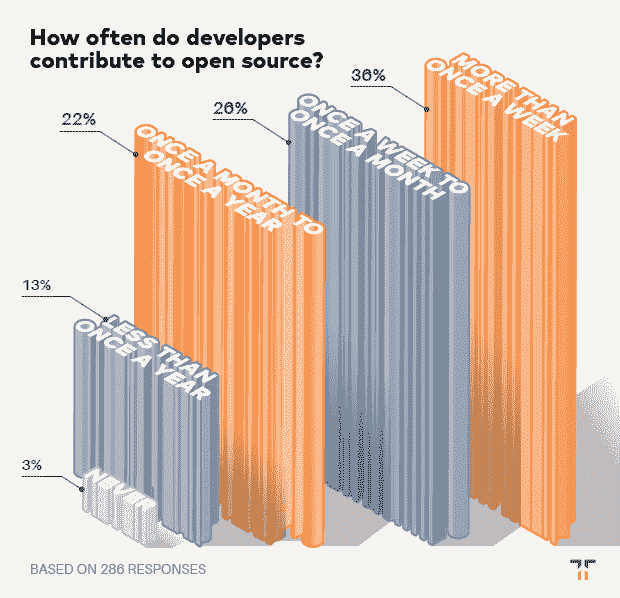 How often do developers
contribute to open source?
36%
MORE THAN
ONCE A WEEK
26%
ONCE A WEEK TO
ONCE A MONTH
22%
ONCE A MONTH TO
ONCE A YEAR
13%
LESS THAN
ONCE A YEAR
3%
NEVER
BASED ON 286 RESPONSES